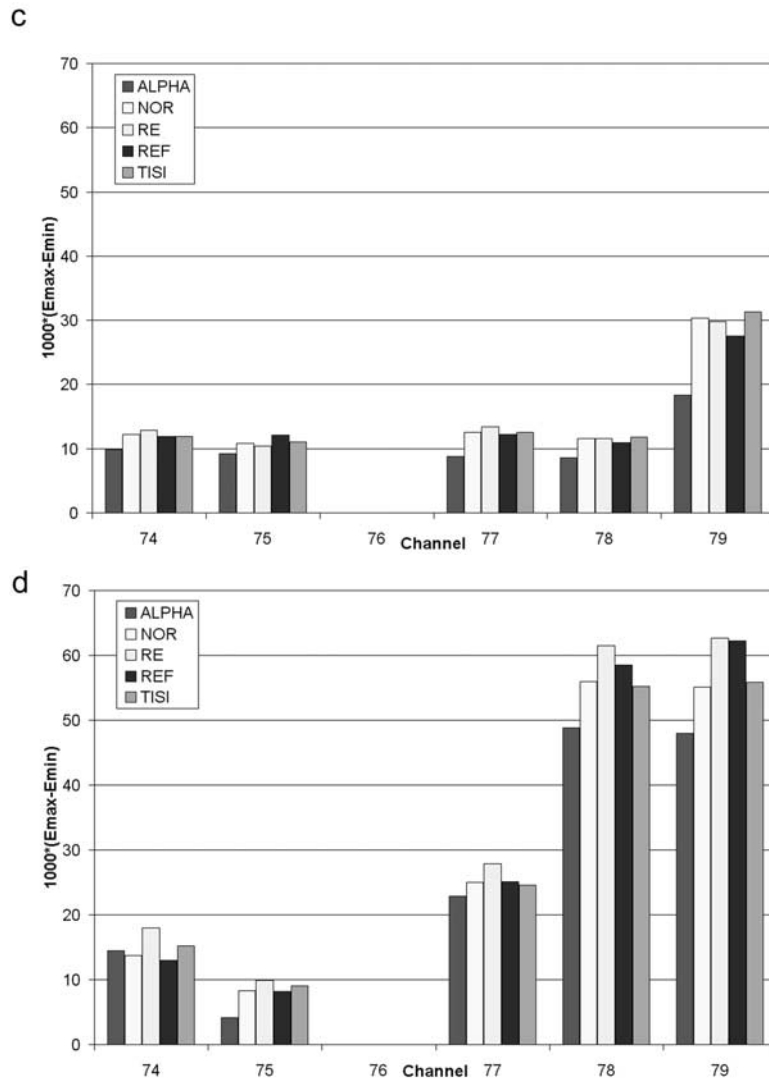 c
70
60
50
40
30
20
10
0
1000*(Emax-Emin)
ALPHA
NOR
RE
REF
TISI
74 75 76 77 78 79
Channel
d
70
60
50
40
30
20
10
0
1000*(Emax-Emin)
ALPHA
NOR
RE
REF
TISI
74 75 76 77 78 79
Channel